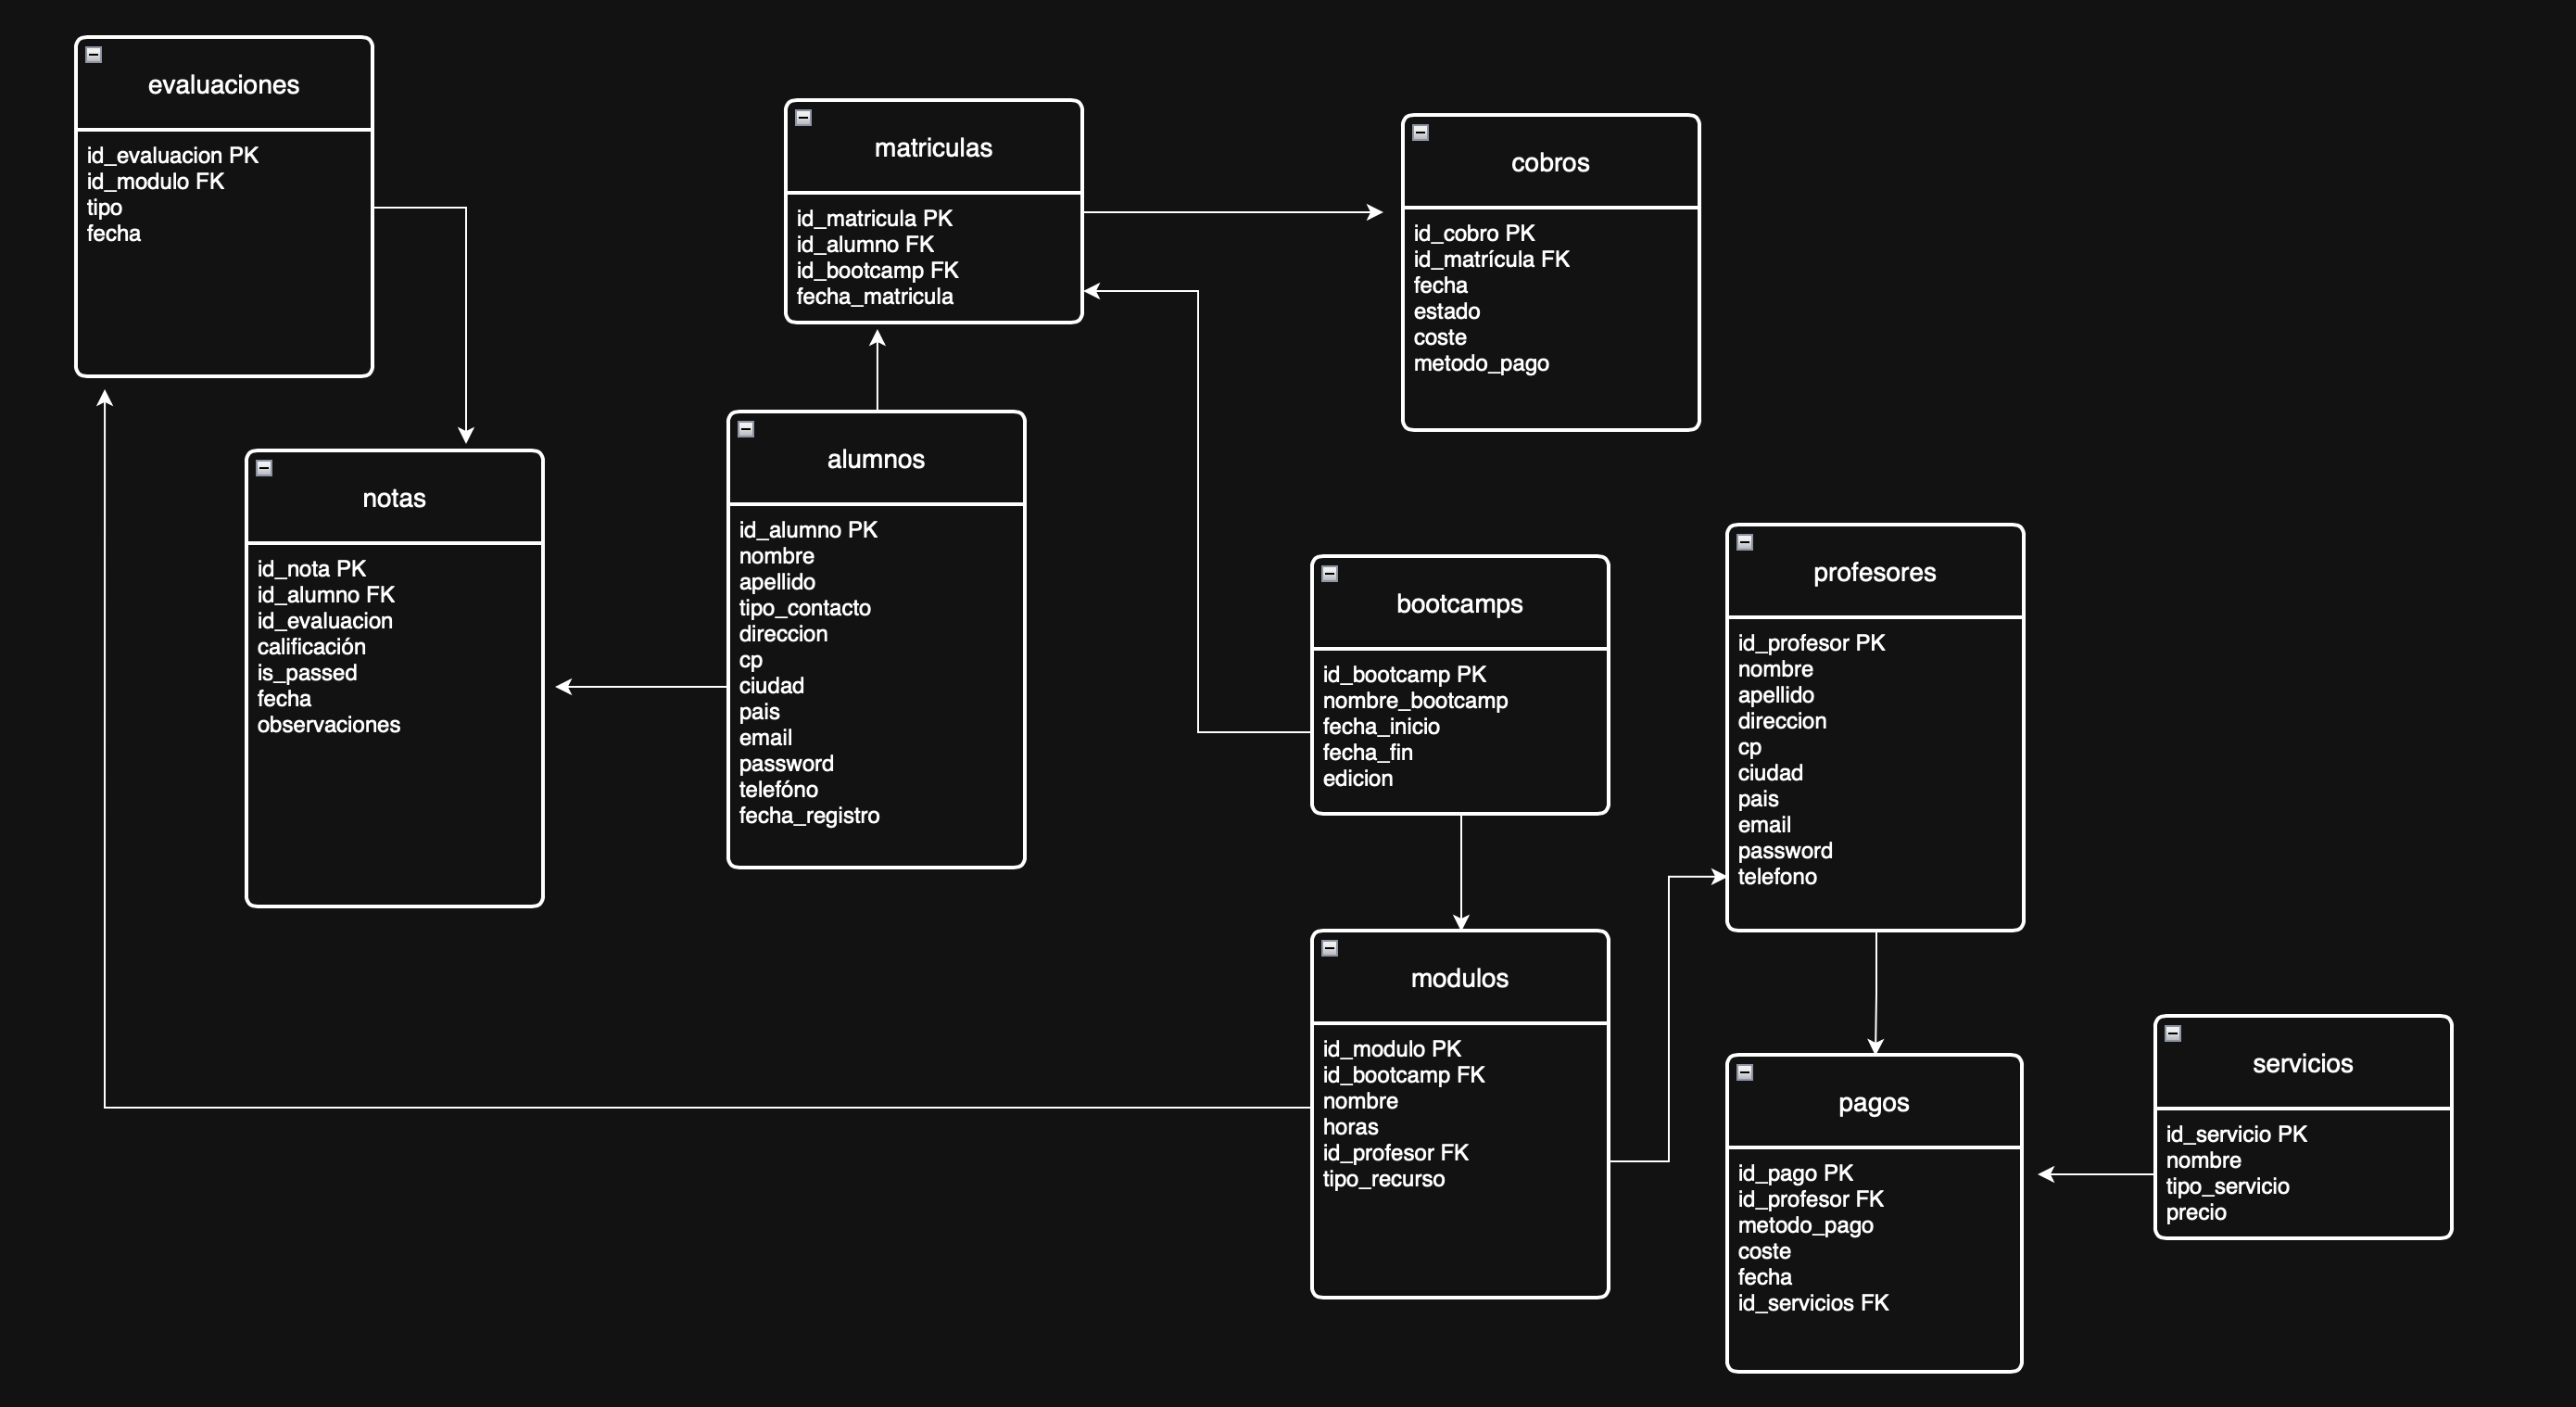 evaluaciones
id_evaluacion PK
id_modulo FK
tipo
fecha
matriculas
id_matricula PK
id_alumno FK
id_bootcamp FK
fecha_matricula
cobros
id_cobro PK
id_matrícula FK
fecha
estado
coste
metodo_pago
notas
id_nota PK
id_alumno FK
id_evaluacion
calificación
is_passed
fecha
observaciones
alumnos
id_alumno PK
nombre
apellido
tipo_contacto
direccion
cp
ciudad
pais
email
password
telefóno
fecha_registro
bootcamps
id_bootcamp PK
nombre_bootcamp
fecha_inicio
fecha_fin
edicion
profesores
id_profesor PK
nombre
apellido
direccion
cp
ciudad
pais
email
password
telefono
modulos
id_modulo PK
id_bootcamp FK
nombre
horas
id_profesor FK
tipo_recurso
pagos
id_pago PK
id_profesor FK
metodo_pago
coste
fecha
id_servicios FK
servicios
id_servicio PK
nombre
tipo_servicio
precio